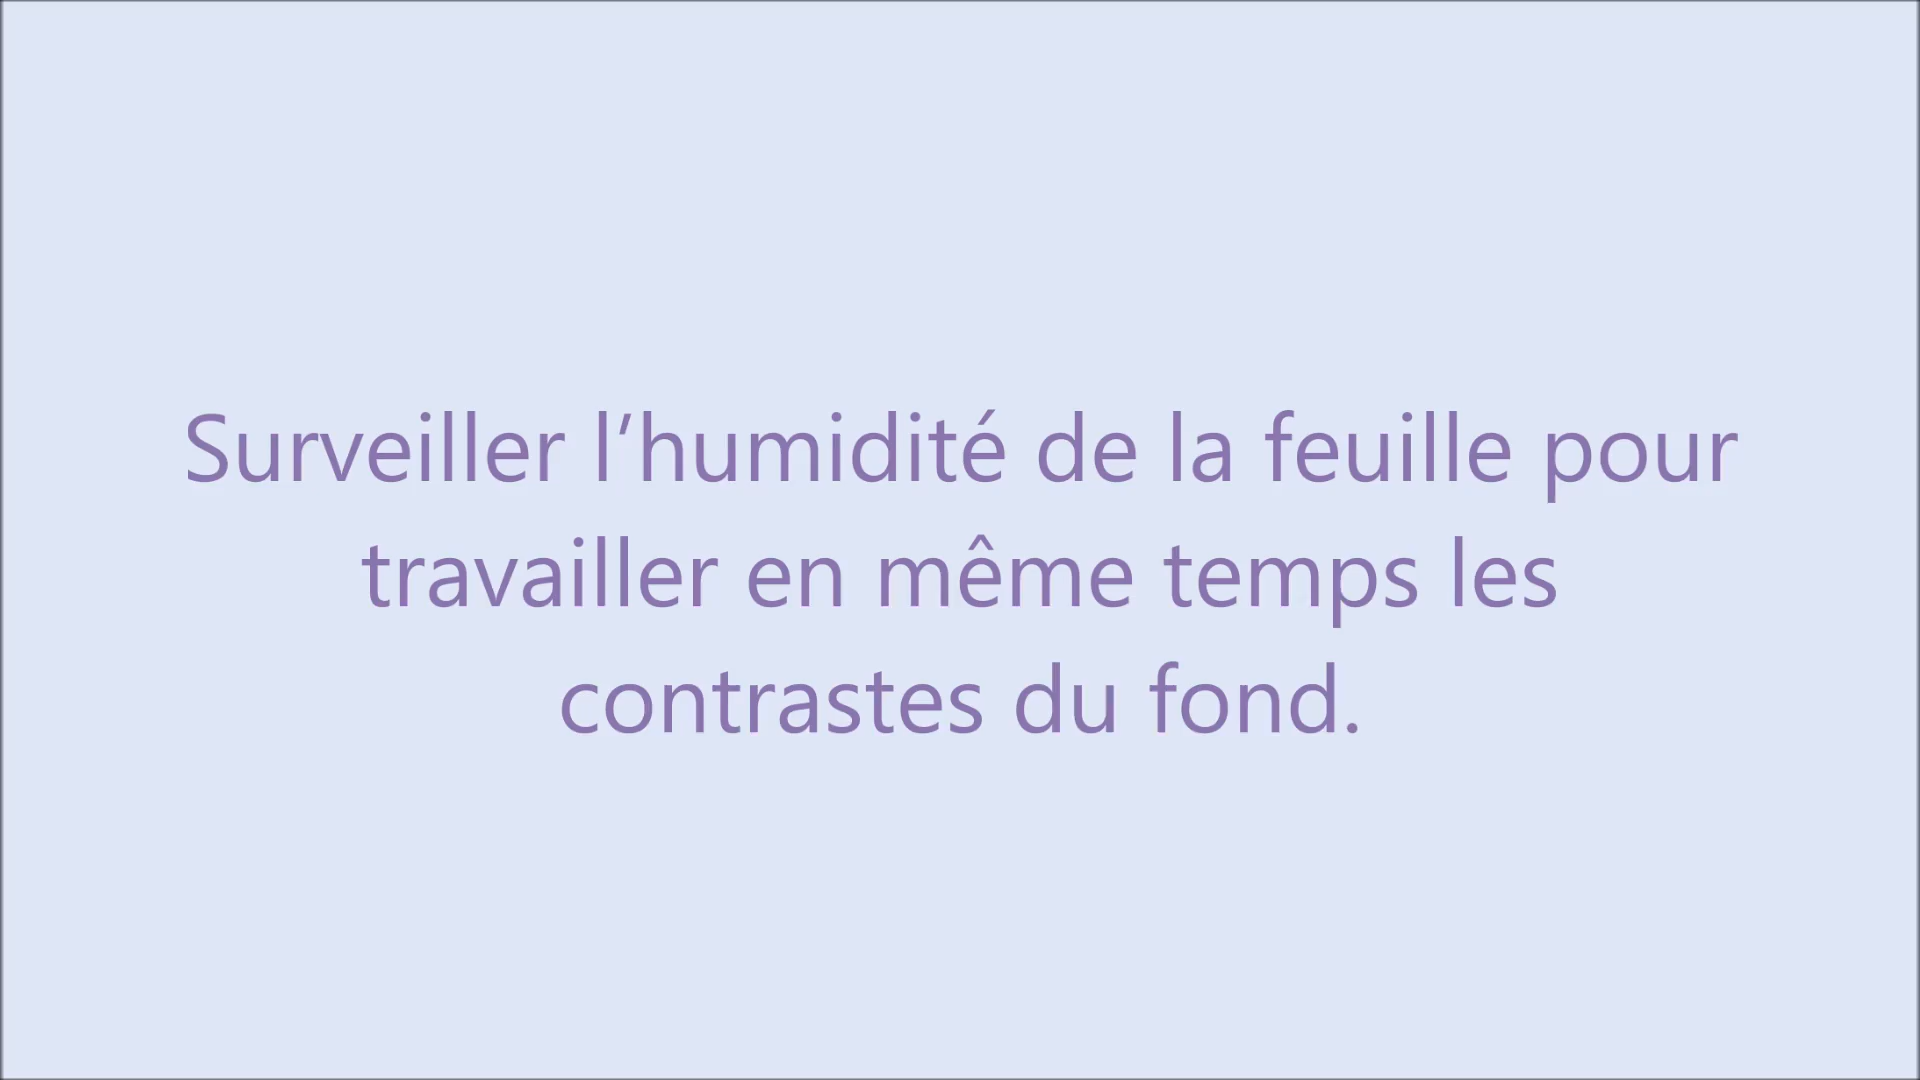 Surveiller l’humidité de la feuille pour
travailler en même temps les
contrastes du fond.